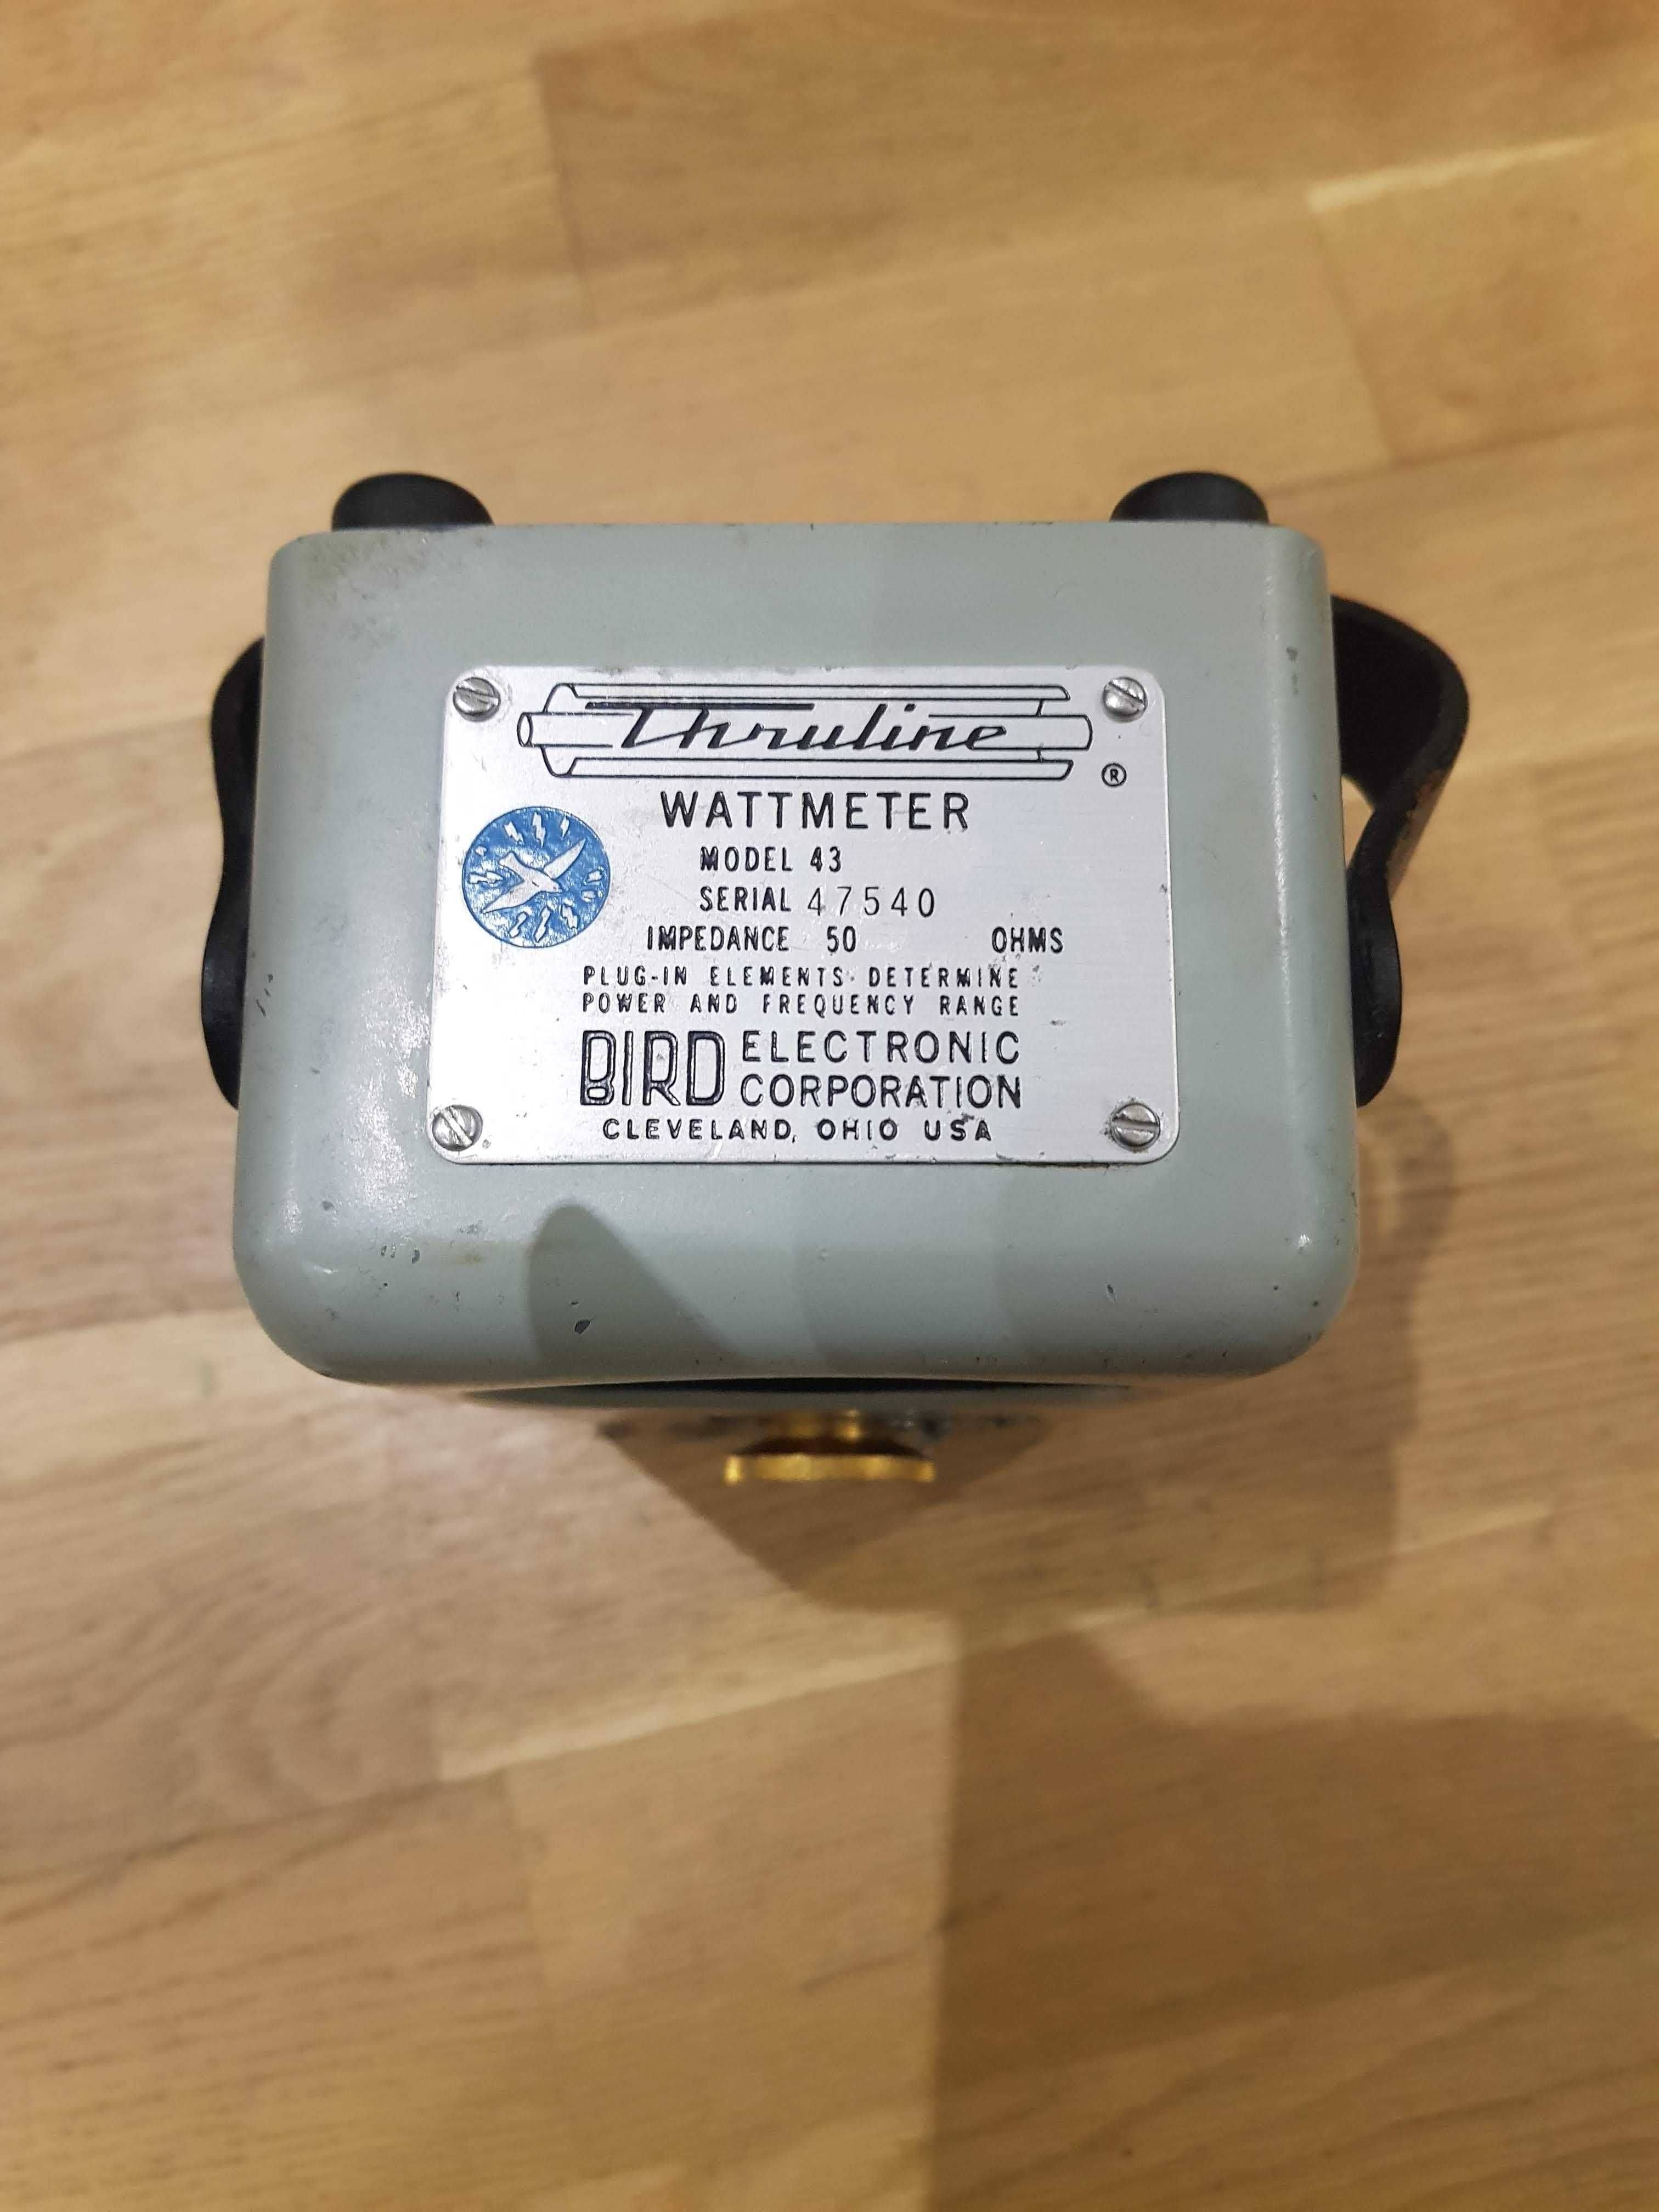 Thruline
®
WATTMETER
MODEL 43
SERIAL 47540
IMPEDANCE 50 OHMS
PLUG-IN ELEMENTS DETERMINE
POWER AND FREQUENCY RANGE
BIRD ELECTRONIC
CORPORATION
CLEVELAND, OHIO USA